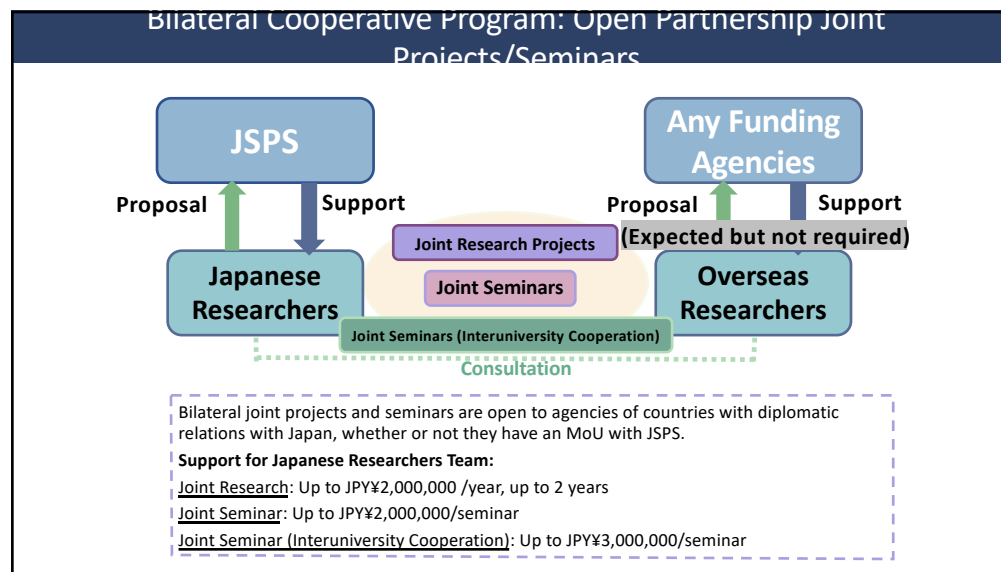 Bilateral Cooperative Program: Open Partnership Joint
Projects/Seminars
JSPS
Any Funding
Agencies
Proposal
Support
Proposal
Support
(Expected but not required)
Joint Research Projects
Japanese
Researchers
Joint Seminars
Overseas
Researchers
Joint Seminars (Interuniversity Cooperation)
Consultation
Bilateral joint projects and seminars are open to agencies of countries with diplomatic
relations with Japan, whether or not they have an MoU with JSPS.
Support for Japanese Researchers Team:
Joint Research: Up to JPY¥2,000,000 /year, up to 2 years
Joint Seminar: Up to JPY¥2,000,000/seminar
Joint Seminar (Interuniversity Cooperation): Up to JPY¥3,000,000/seminar